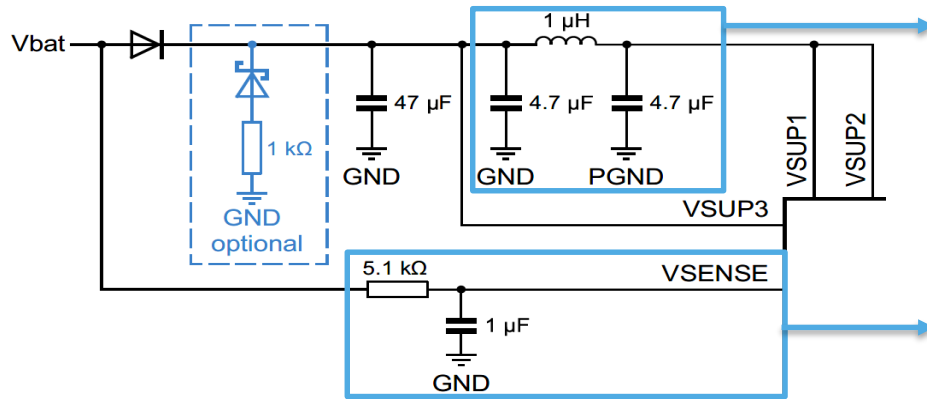 1 µH
Vbat
47 µF
4.7 µF
4.7 µF
1 kΩ
GND
GND
PGND
VSUP1
VSUP2
GND
optional
VSUP3
5.1 kΩ
VSENSE
1 µF
GND